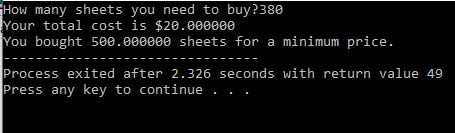 How many sheets you need to buy?380
Your total cost is $20.000000
You bought 500.000000 sheets for a minimum price.
--------------------------------
Process exited after 2.326 seconds with return value 49
Press any key to continue . . .